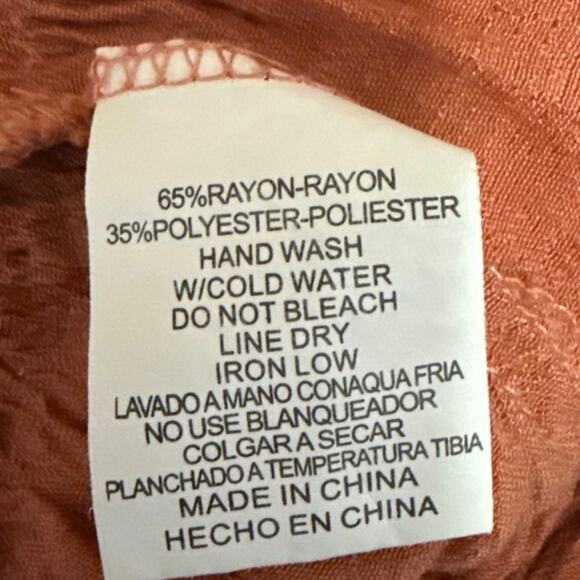 65%RAYON-RAYON
35%POLYESTER-POLIESTER
HAND WASH
W/COLD WATER
DO NOT BLEACH
LINE DRY
IRON LOW
LAVADO A MANO CONAQUA FRIA
NO USE BLANQUEADOR
COLGAR A SECAR
PLANCHADO A TEMPERATURA TIBIA
MADE IN CHINA
HECHO EN CHINA